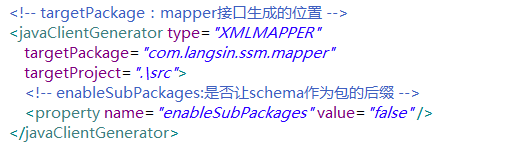 <!-- targetPackage：mapper接口生成的位置 -->
<javaClientGenerator type="XMLMAPPER"
targetPackage="com.langsin.ssm.mapper"
targetProject=".\src">
<!-- enableSubPackages:是否让schema作为包的后缀 -->
<property name="enableSubPackages" value="false" />
</javaClientGenerator>